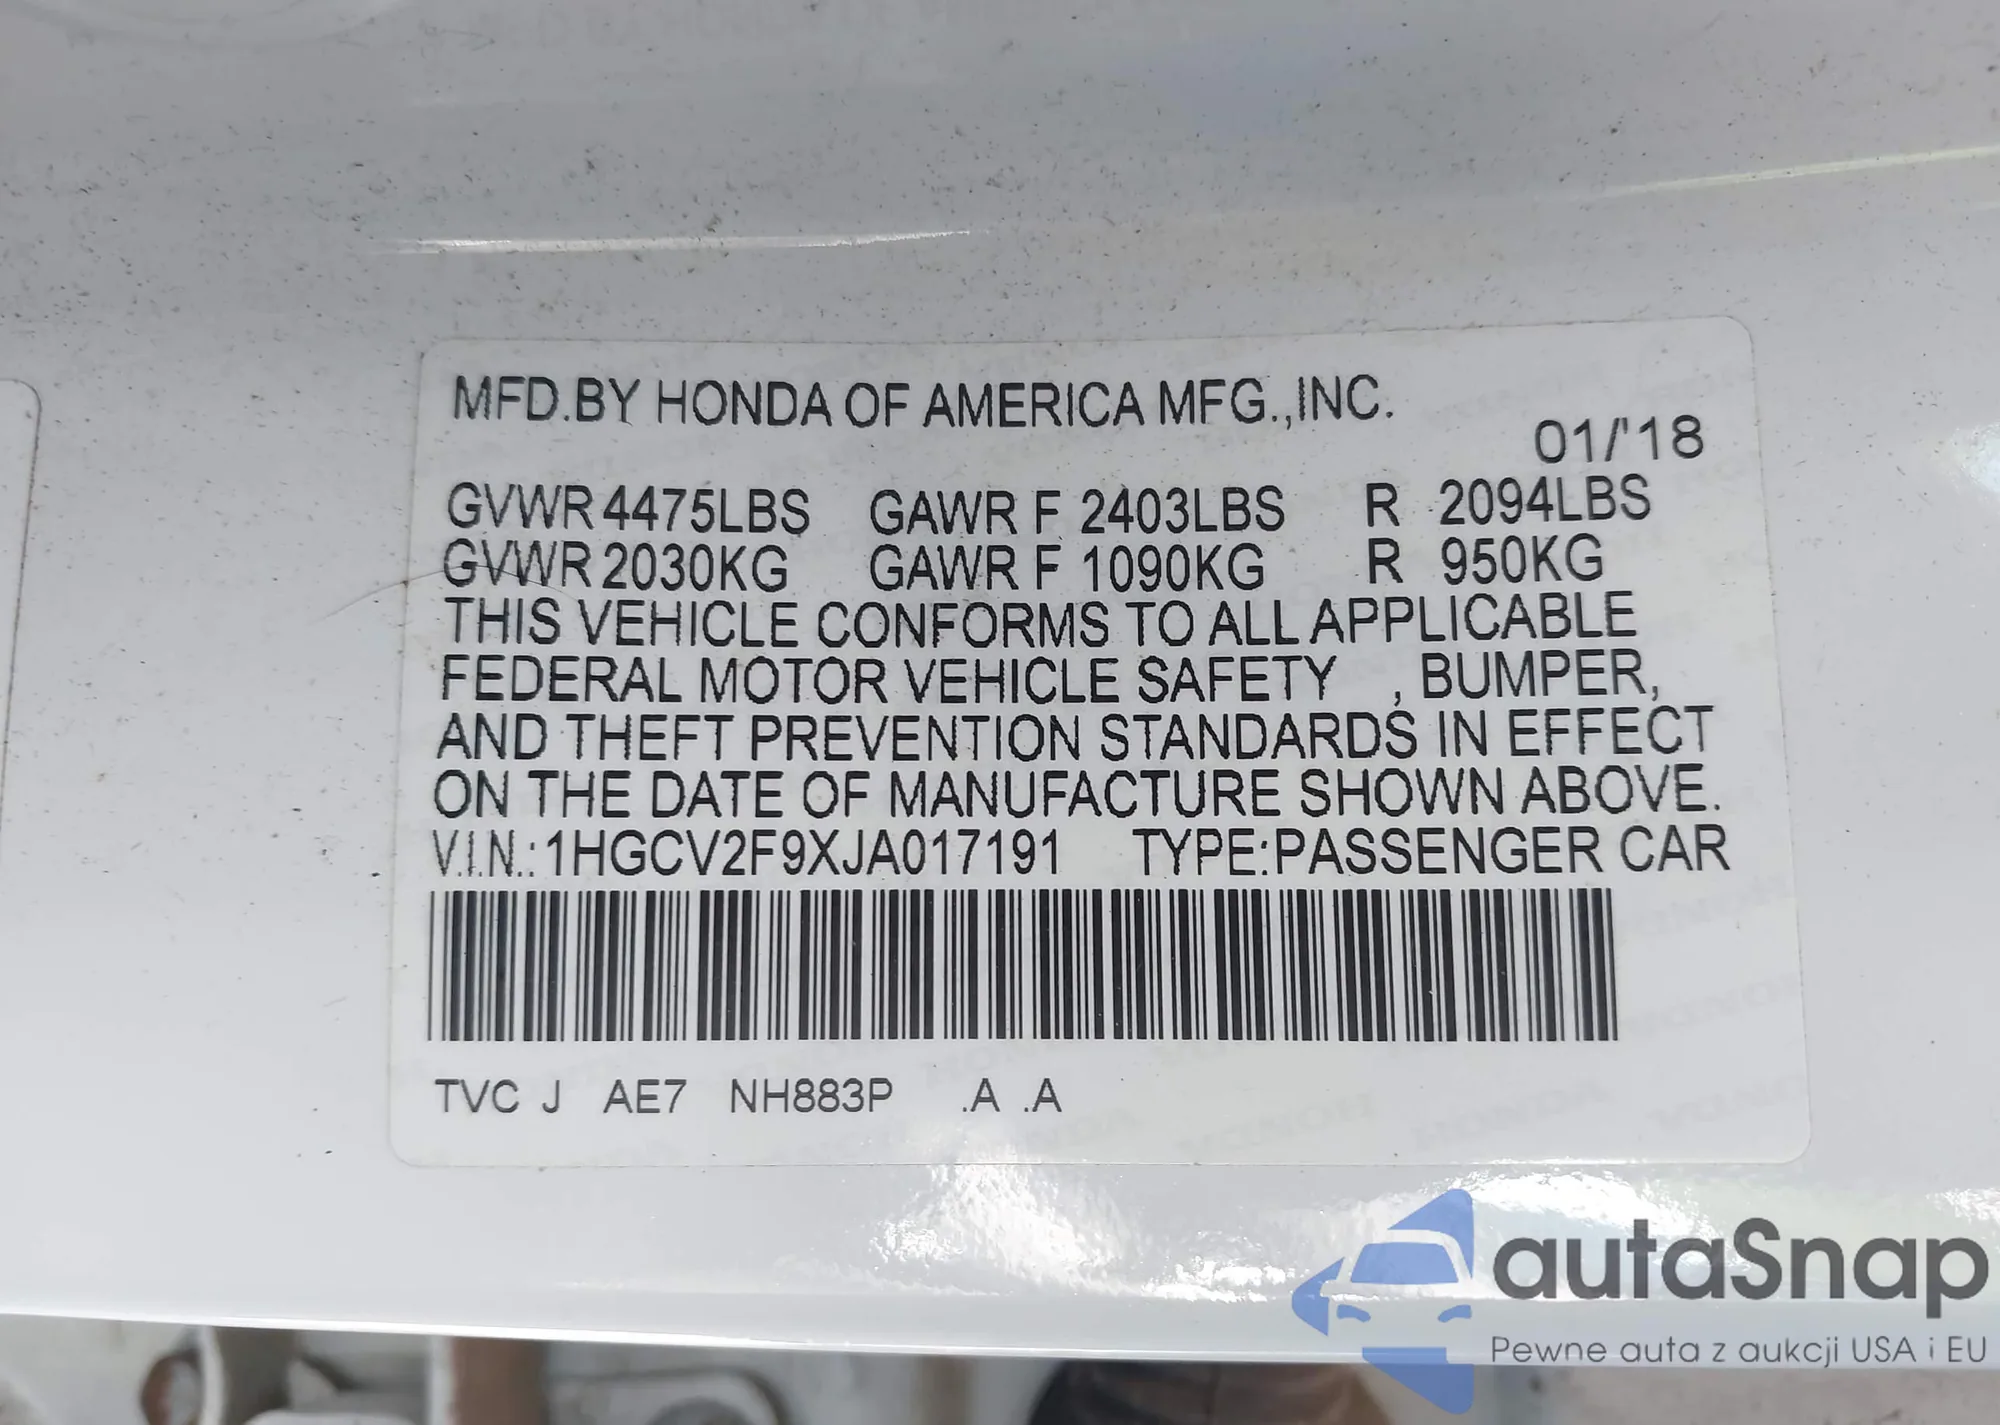 MFD.BY HONDA OF AMERICA MFG.,INC.
01/'18
GVWR 4475LBS GAWR F 2403LBS R 2094LBS
GVWR 2030KG GAWR F 1090KG R 950KG
THIS VEHICLE CONFORMS TO ALL APPLICABLE
FEDERAL MOTOR VEHICLE SAFETY , BUMPER,
AND THEFT PREVENTION STANDARDS IN EFFECT
ON THE DATE OF MANUFACTURE SHOWN ABOVE.
V.I.N.:1HGCV2F9XJA017191 TYPE:PASSENGER CAR
TVC J AE7 NH883P .A .A
autaSnap
Pewne auta z aukcji USA i EU